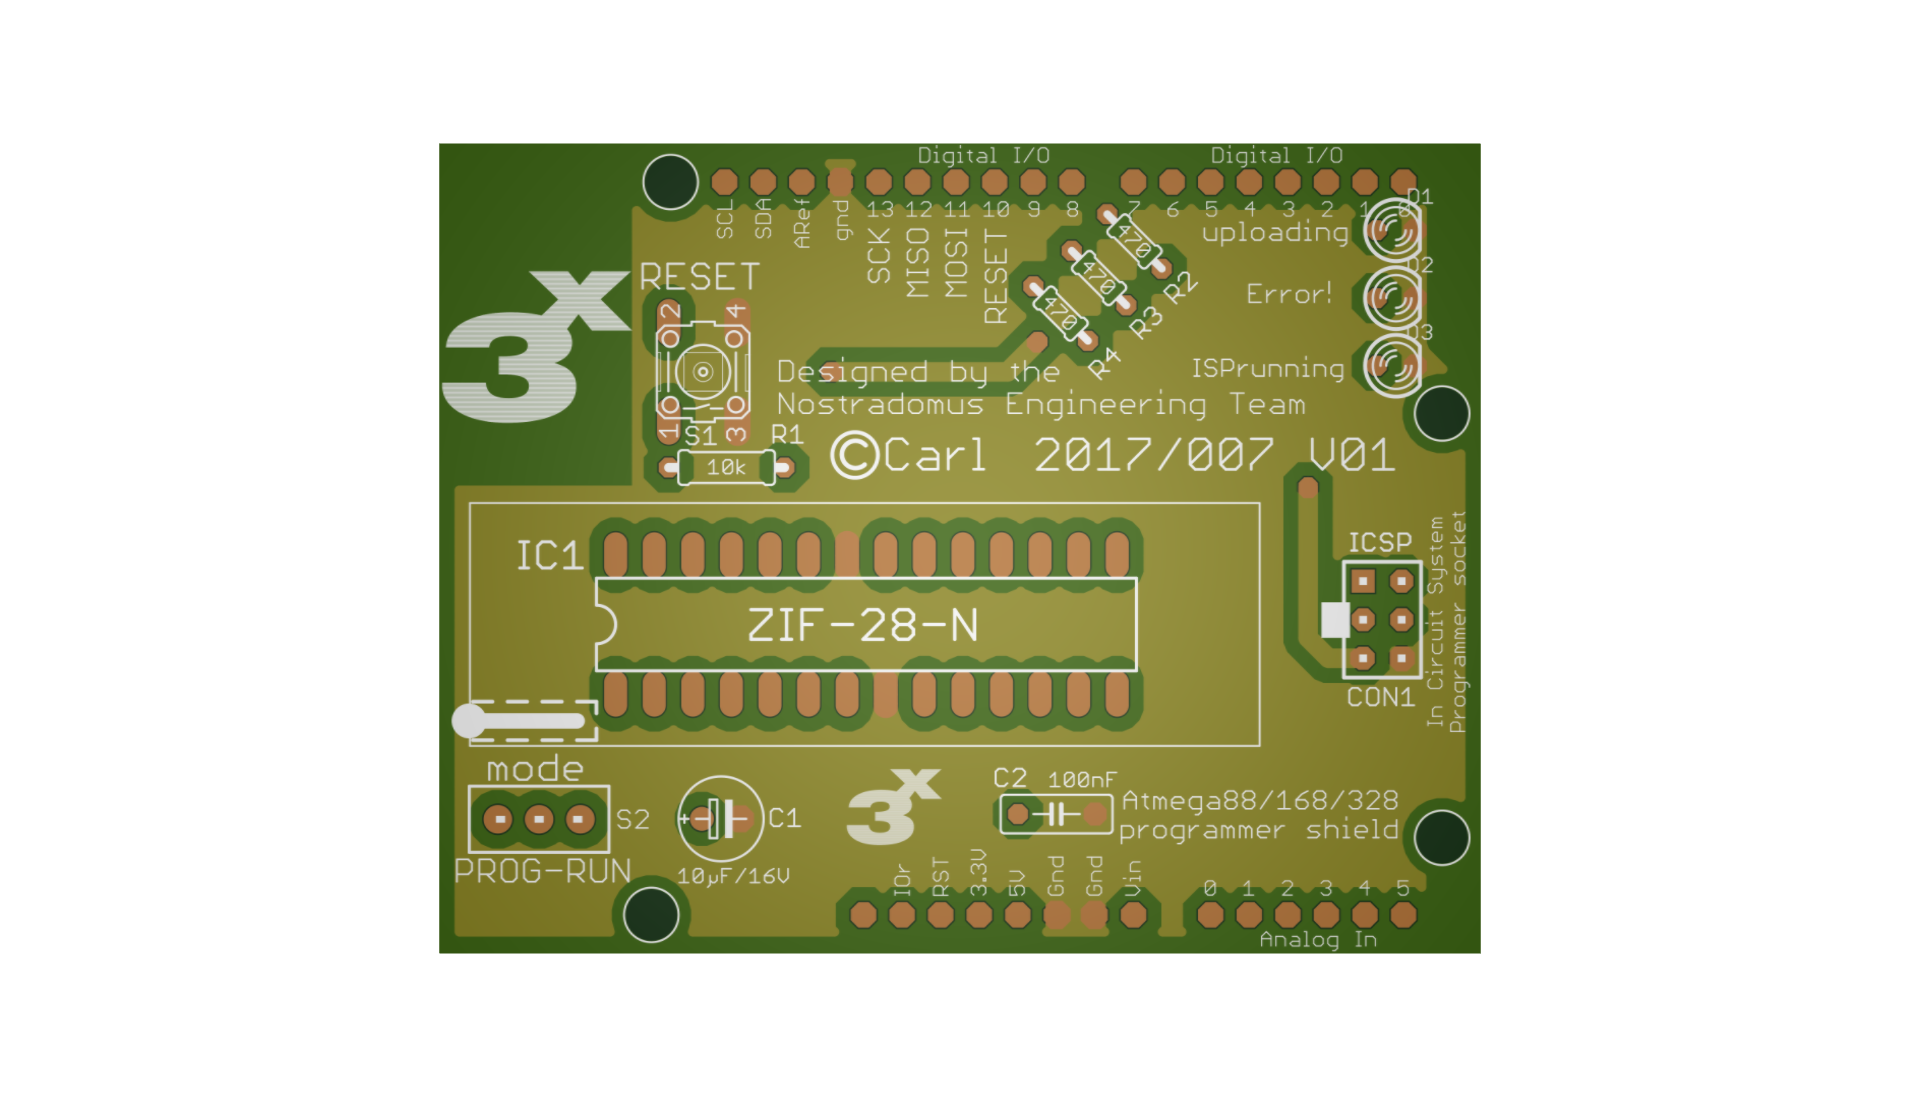 Digital I/O Digital I/O
SCL SDA ARef gnd 13 12 11 10 9 8 7 6 5 4 3 2 1 0
SCK MISO MOSI RESET
D1
uploading
470 R2
D2
Error!
470 R3
D3
ISPrunning
470 R4
3x
RESET
2 4
1 3
S1 R1
10k
Designed by the
Nostradomus Engineering Team
©Carl 2017/007 V01
IC1
ZIF-28-N
ICSP
CON1
In Circuit System
Programmer socket
mode
S2
PROG-RUN
+ C1
10µF/16V
3x
C2 100nF
Atmega88/168/328
programmer shield
IOr RST 3.3V 5V Gnd Gnd Vin 0 1 2 3 4 5
Analog In